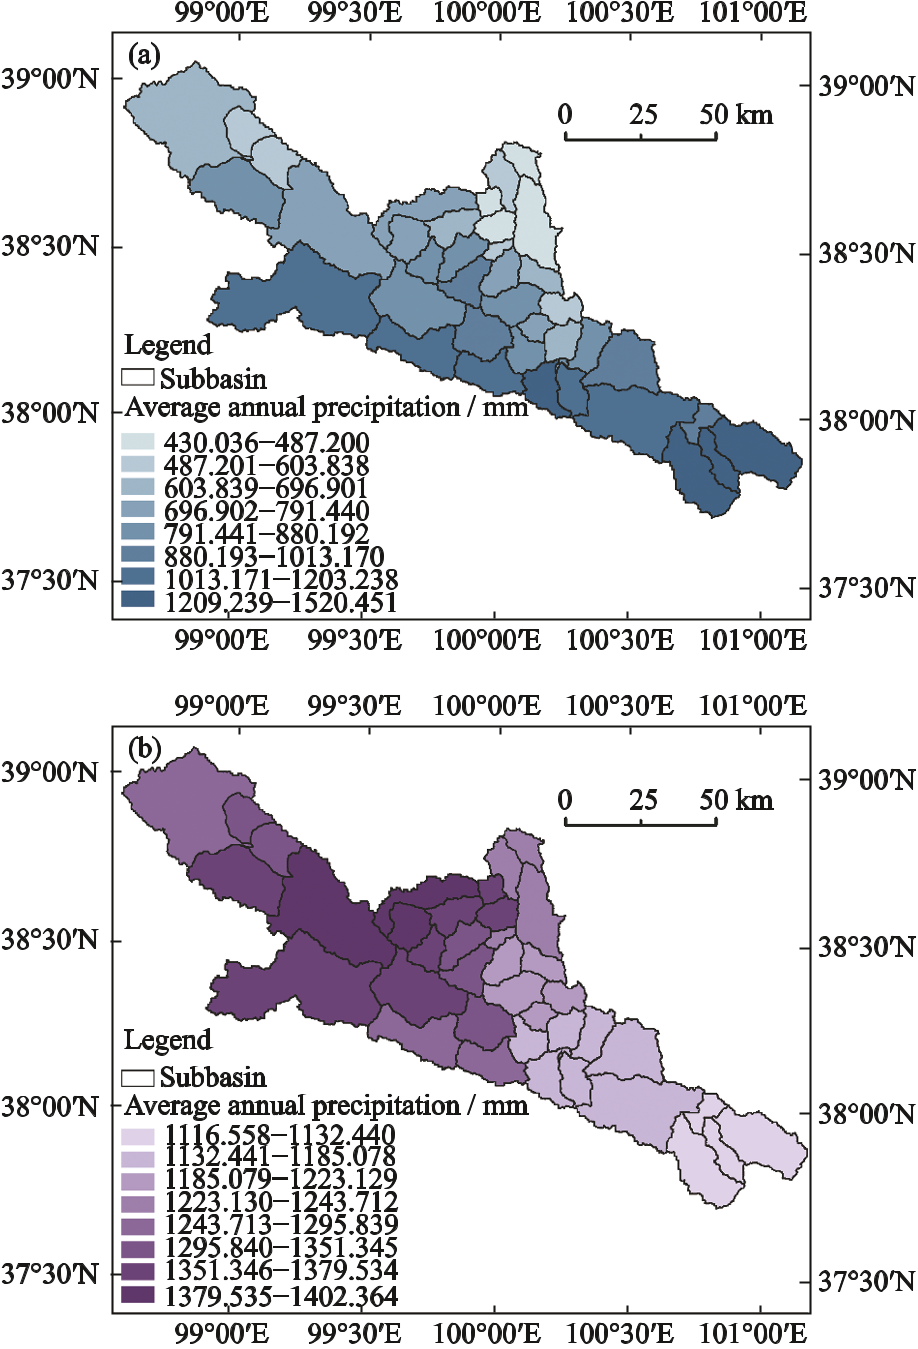 99°00′E 99°30′E 100°00′E 100°30′E 101°00′E
(a)
39°00′N 39°00′N
0 25 50 km
38°30′N 38°30′N
Legend
Subbasin
Average annual precipitation / mm
38°00′N 38°00′N
430.036−487.200
487.201−603.838
603.839−696.901
696.902−791.440
791.441−880.192
880.193−1013.170
1013.171−1203.238
1209.239−1520.451
37°30′N 37°30′N
99°00′E 99°30′E 100°00′E 100°30′E 101°00′E
99°00′E 99°30′E 100°00′E 100°30′E 101°00′E
(b)
39°00′N 39°00′N
0 25 50 km
38°30′N 38°30′N
Legend
Subbasin
Average annual precipitation / mm
38°00′N 38°00′N
1116.558−1132.440
1132.441−1185.078
1185.079−1223.129
1223.130−1243.712
1243.713−1295.839
1295.840−1351.345
1351.346−1379.534
1379.535−1402.364
37°30′N 37°30′N
99°00′E 99°30′E 100°00′E 100°30′E 101°00′E